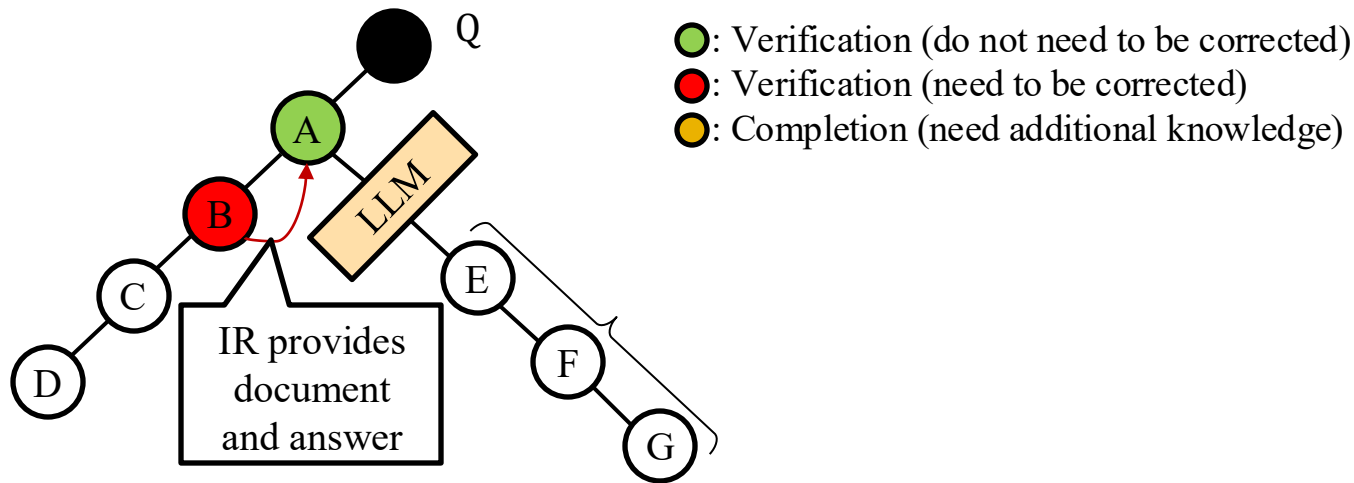 Q
: Verification (do not need to be corrected)
: Verification (need to be corrected)
: Completion (need additional knowledge)
A
LLM
B
C
E
D
F
G
IR provides
document
and answer